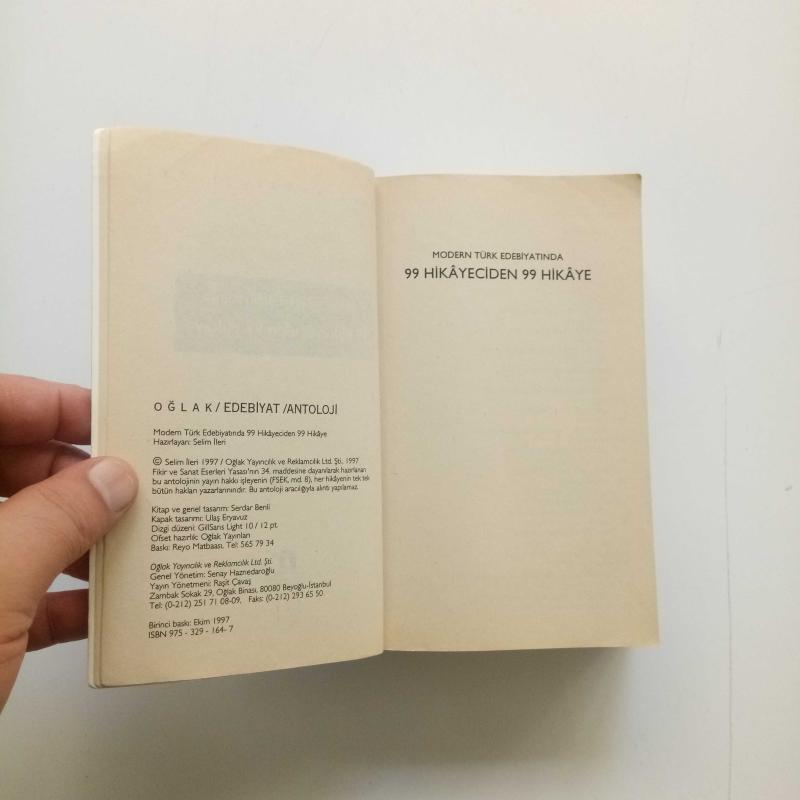 OĞLAK/EDEBİYAT/ANTOLOJİ
Modern Türk Edebiyatında 99 Hikâyeciden 99 Hikâye
Hazırlayan: Selim İleri
© Selim İleri 1997 / Oğlak Yayıncılık ve Reklamcılık Ltd. Şti. 1997
Fikir ve Sanat Eserleri Yasası'nın 34. maddesine dayanılarak hazırlanan
bu antolojinin yayın hakkı işleyenin (FSEK, md. 8), her hikâyenin tek tek
bütün hakları yazarlarınındır. Bu antoloji aracılığıyla alıntı yapılamaz.
Kitap ve genel tasarım: Serdar Benli
Kapak tasarımı: Ulaş Eryavuz
Dizgi düzeni: GillSans Light 10 / 12 pt.
Ofset hazırlık: Oğlak Yayınları
Baskı: Reyo Matbaası. Tel: 565 79 34
Oğlak Yayıncılık ve Reklamcılık Ltd. Şti.
Genel Yönetim: Senay Haznedaroğlu
Yayın Yönetmeni: Raşit Çavaş
Zambak Sokak 29, Oğlak Binası, 80080 Beyoğlu-İstanbul
Tel: (0-212) 251 71 08-09, Faks: (0-212) 293 65 50
Birinci baskı: Ekim 1997
ISBN 975 - 329 - 164- 7
MODERN TÜRK EDEBİYATINDA
99 HİKÂYECİDEN 99 HİKÂYE